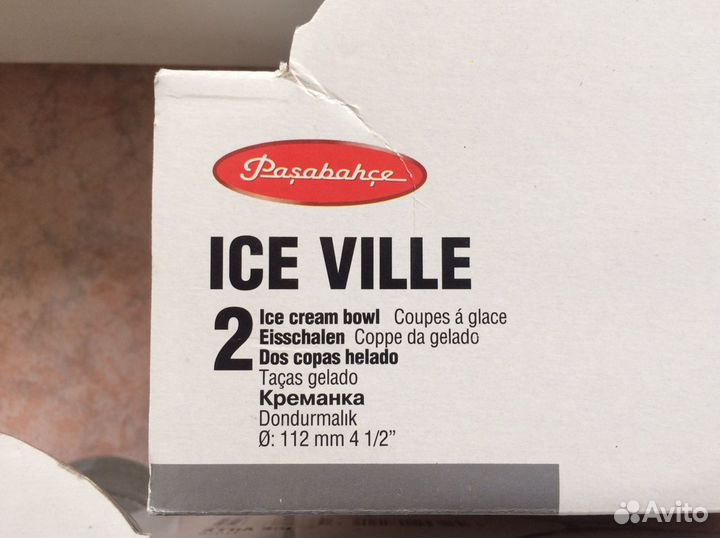 Paşabahçe
ICE VILLE
2
Ice cream bowl Coupes á glace
Eisschalen Coppe da gelado
Dos copas helado
Taças gelado
Креманка
Dondurmalık
Ø: 112 mm 4 1/2”
Avito